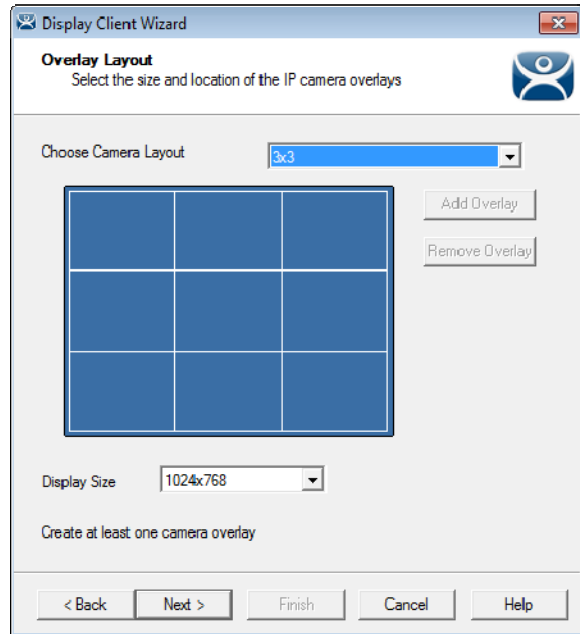 Display Client Wizard
Overlay Layout
Select the size and location of the IP camera overlays
Choose Camera Layout
3x3
Add Overlay
Remove Overlay
Display Size
1024x768
Create at least one camera overlay
< Back
Next >
Finish
Cancel
Help